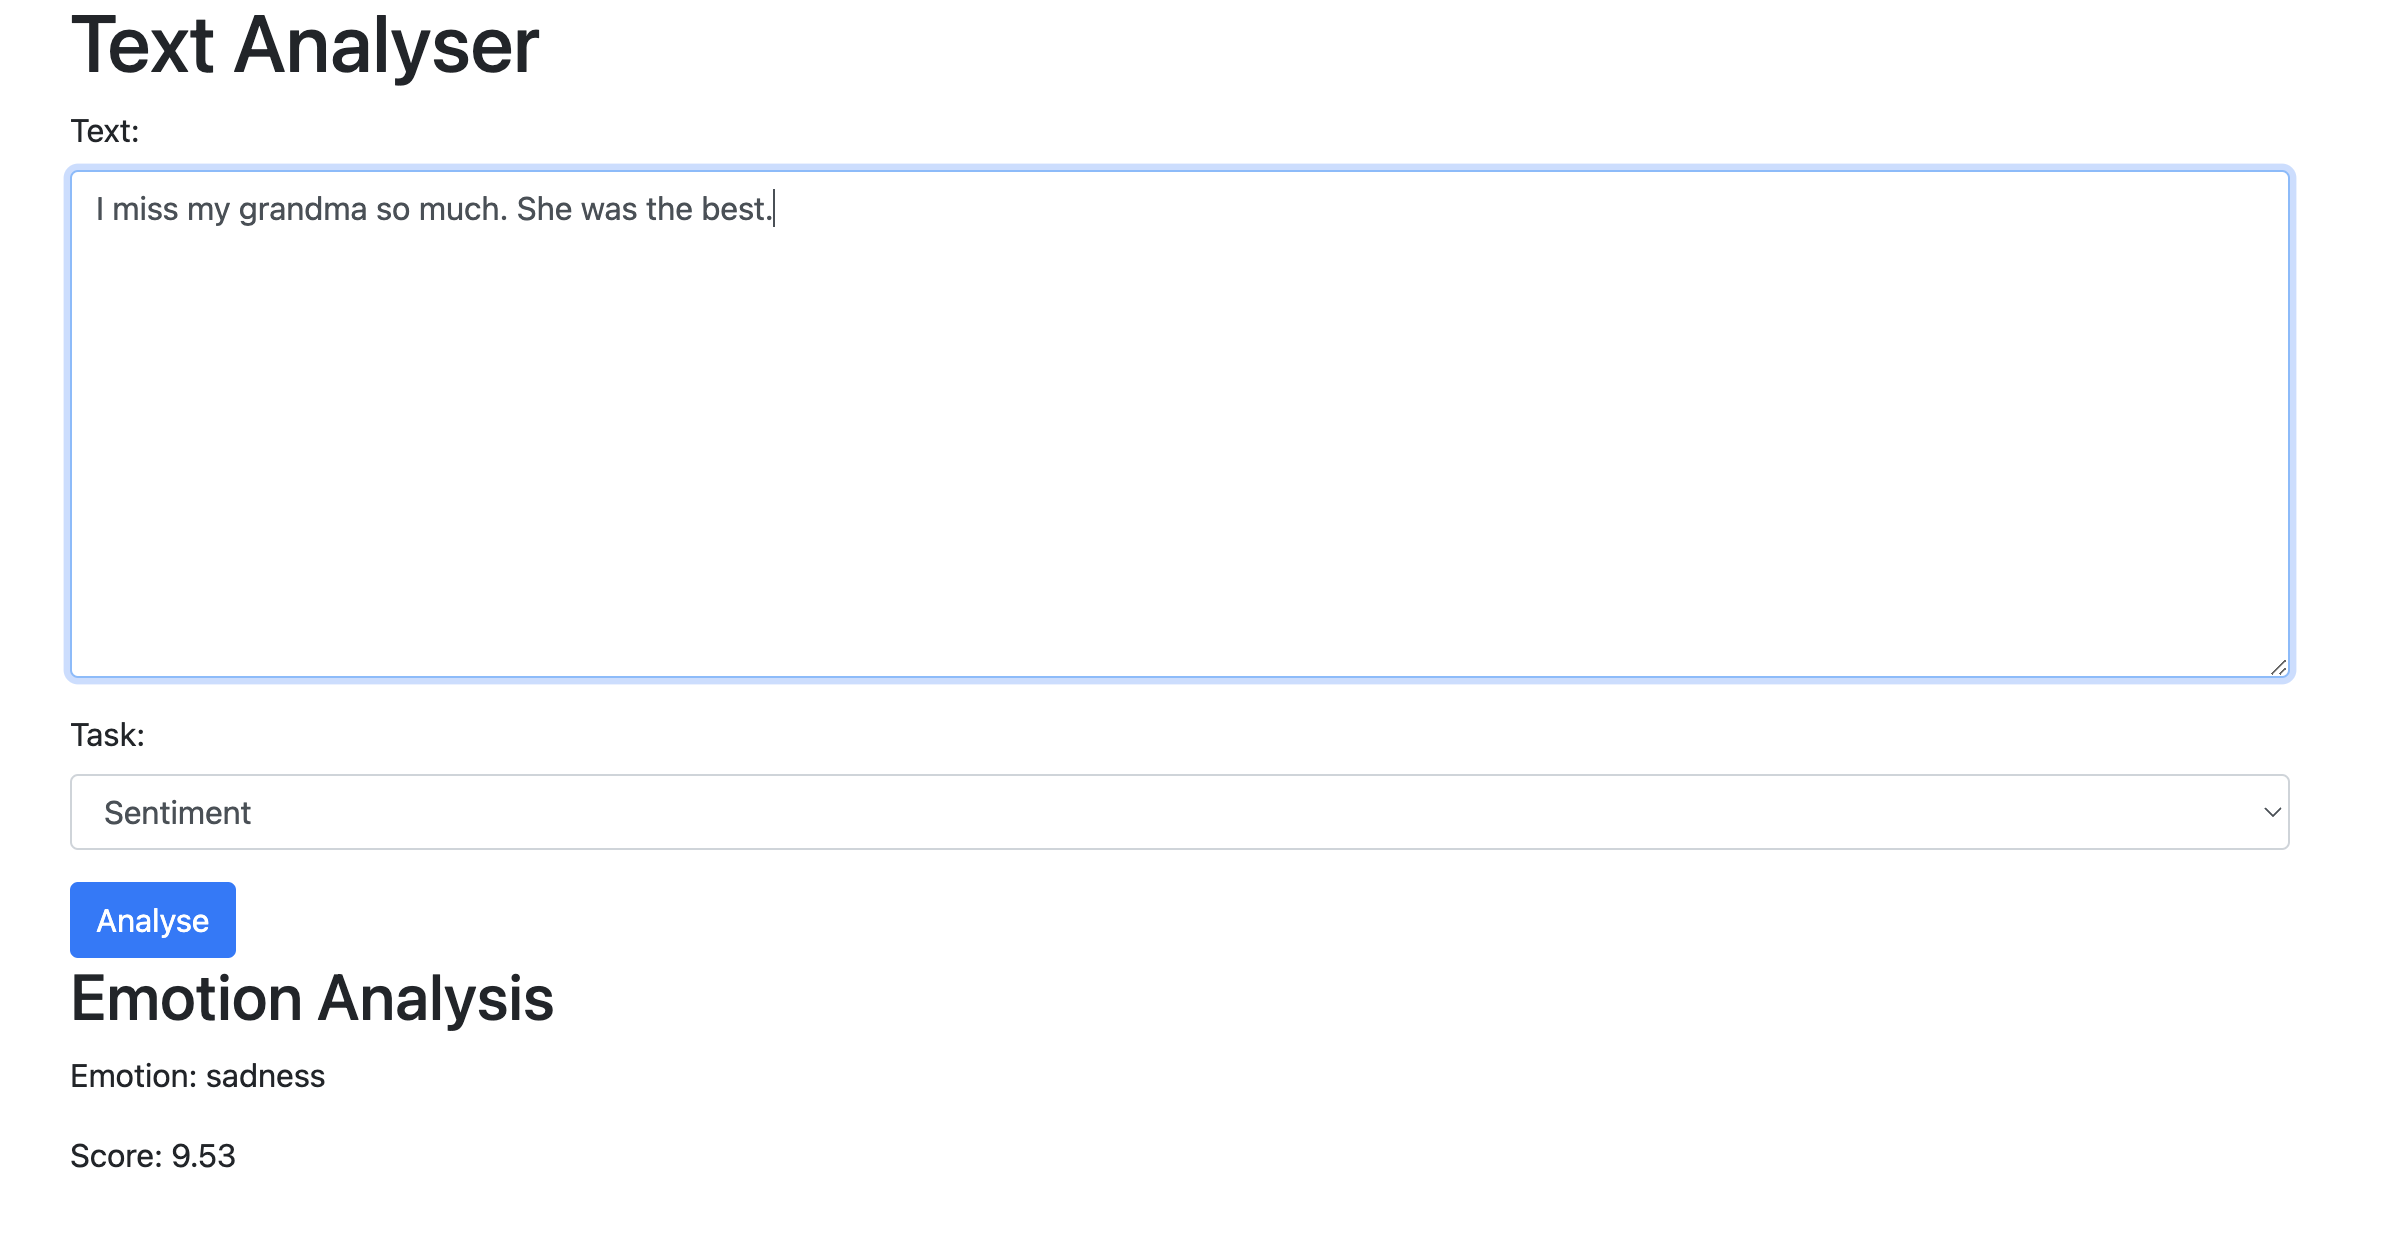 Text Analyser
Text:
I miss my grandma so much. She was the best.
Task:
Sentiment
Analyse
Emotion Analysis
Emotion: sadness
Score: 9.53